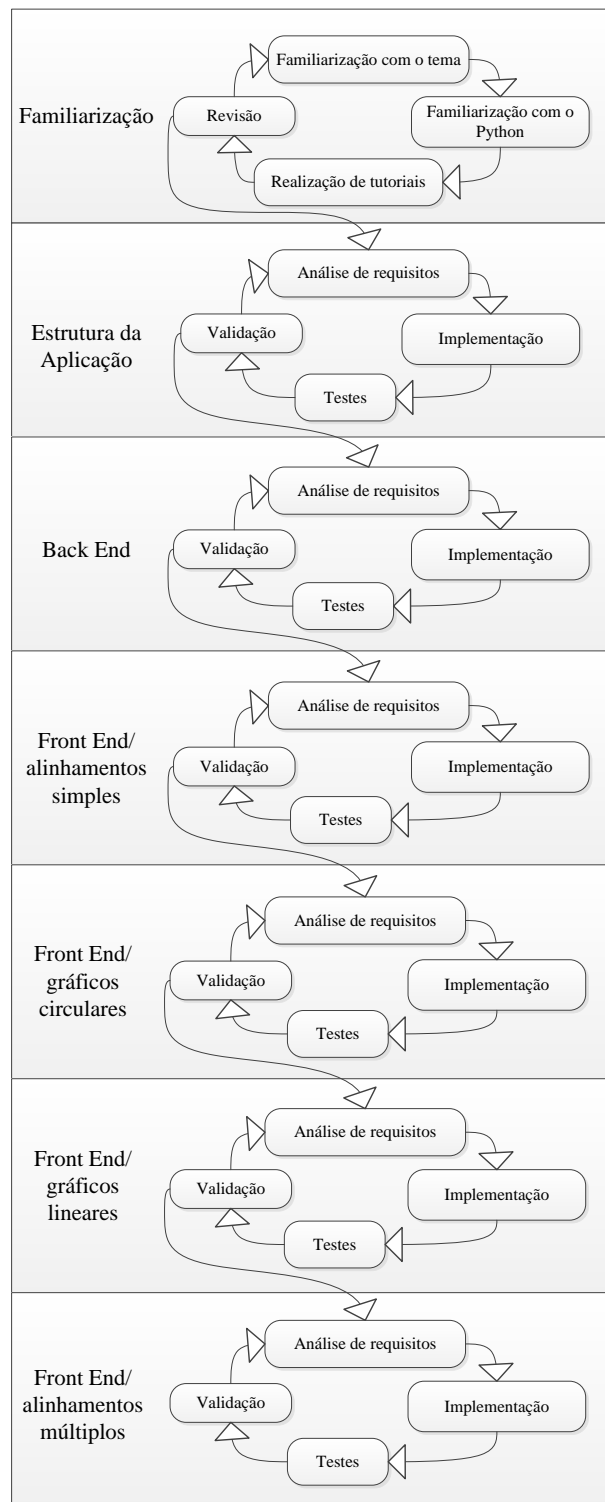 Familiarização
Familiarização com o tema
Revisão
Familiarização com o
Python
Realização de tutoriais
Estrutura da
Aplicação
Análise de requisitos
Validação
Implementação
Testes
Back End
Análise de requisitos
Validação
Implementação
Testes
Front End/
alinhamentos
simples
Análise de requisitos
Validação
Implementação
Testes
Front End/
gráficos
circulares
Análise de requisitos
Validação
Implementação
Testes
Front End/
gráficos
lineares
Análise de requisitos
Validação
Implementação
Testes
Front End/
alinhamentos
múltiplos
Análise de requisitos
Validação
Implementação
Testes